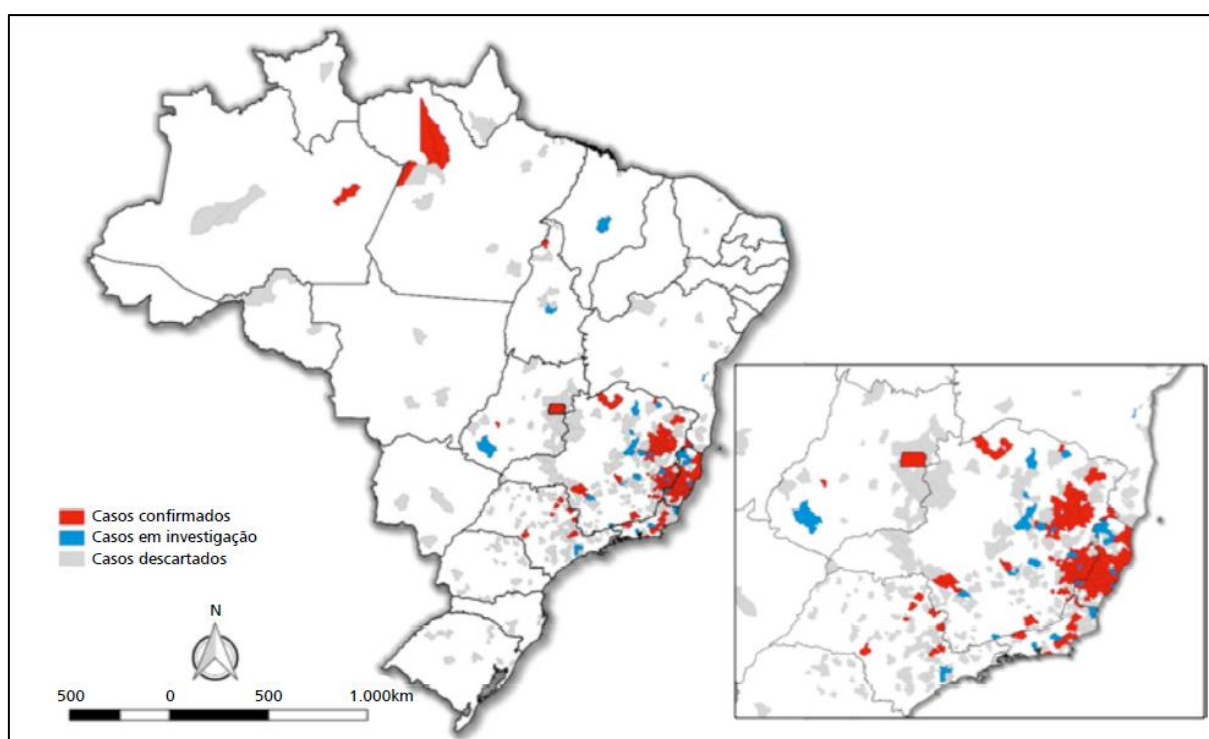 Casos confirmados
Casos em investigação
Casos descartados
N
500 0 500 1.000km